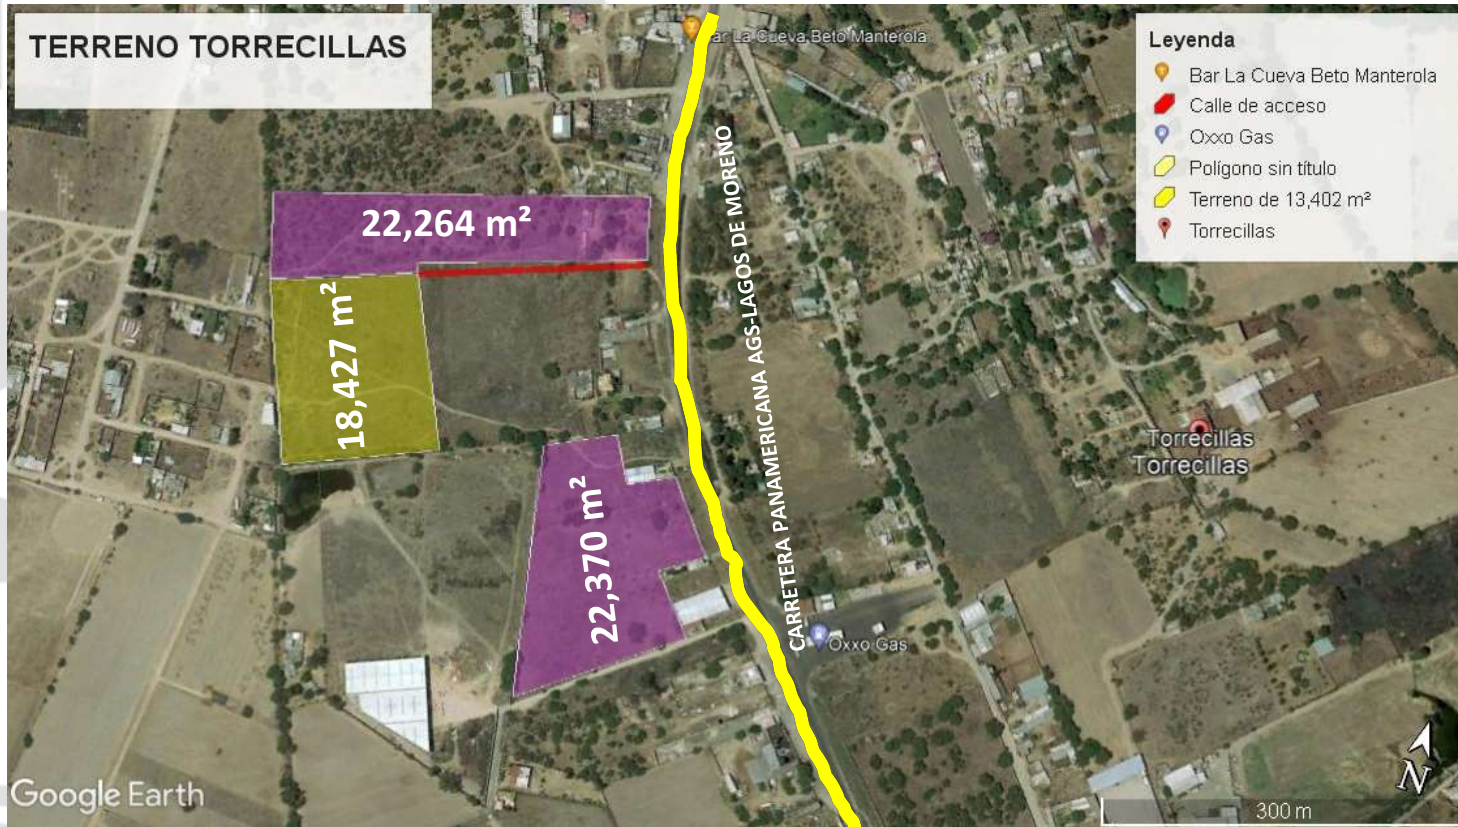 TERRENO TORRECILLAS
Bar La Cueva Beto Manterola
Leyenda
Bar La Cueva Beto Manterola
Calle de acceso
Oxxo Gas
Polígono sin título
Terreno de 13,402 m²
Torrecillas
22,264 m²
18,427 m²
22,370 m²
CARRETERA PANAMERICANA AGS-LAGOS DE MORENO
Torrecillas
Torrecillas
Oxxo Gas
N
Google Earth
300 m